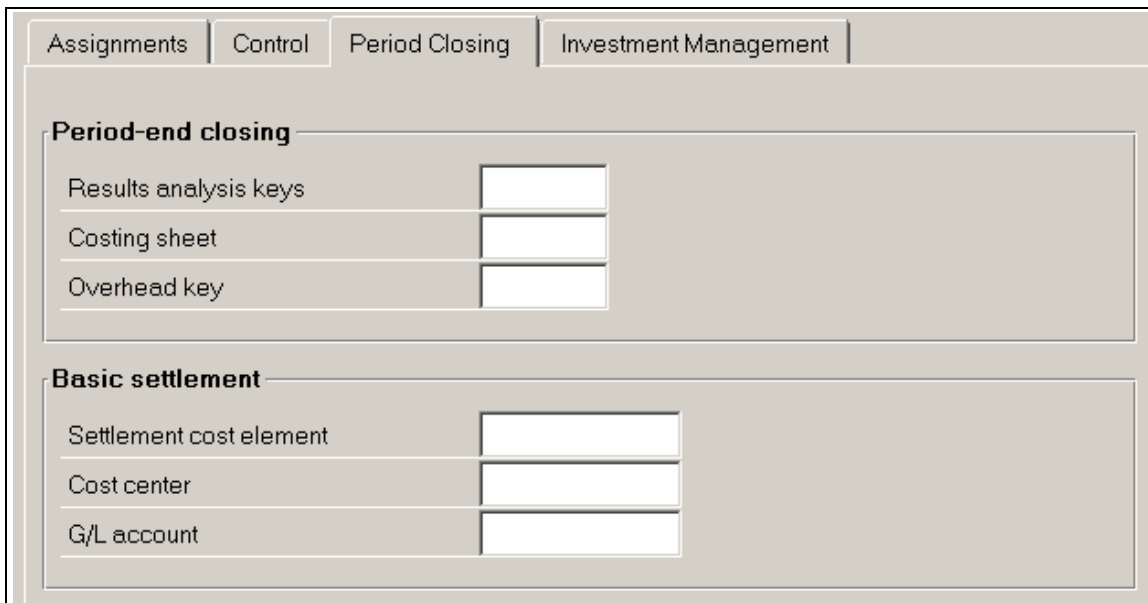 Assignments Control Period Closing Investment Management
Period-end closing
Results analysis keys
Costing sheet
Overhead key
Basic settlement
Settlement cost element
Cost center
G/L account